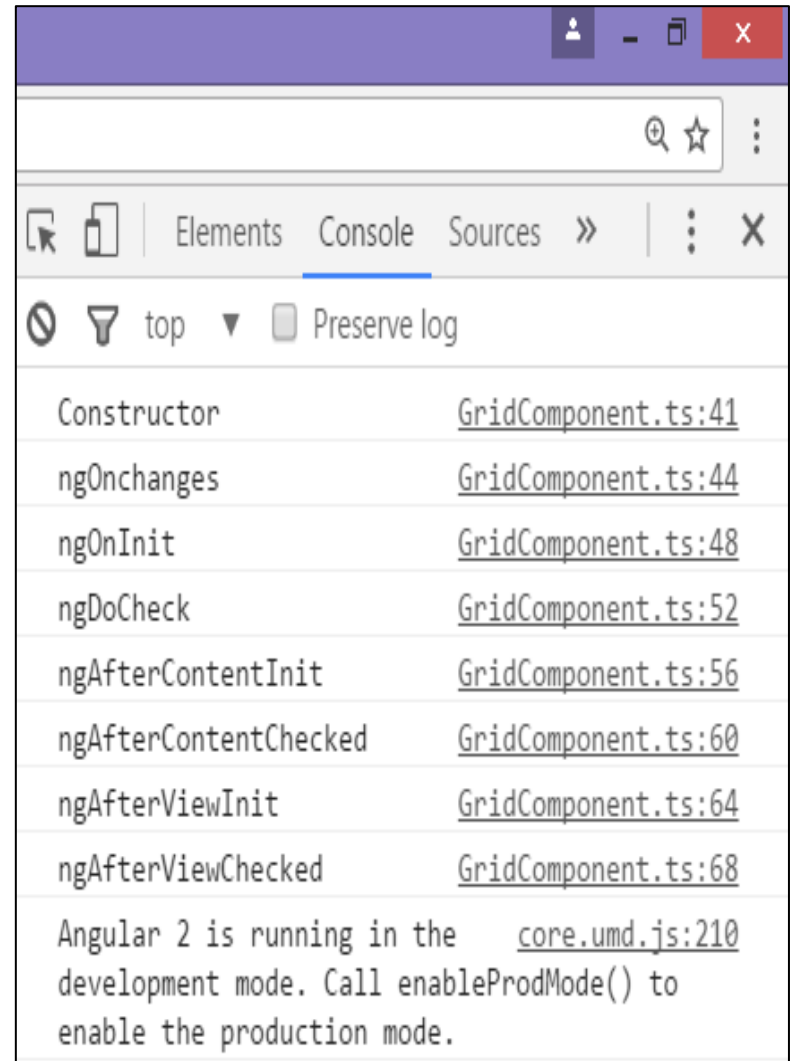 Elements Console Sources »
top ▼ Preserve log
Constructor GridComponent.ts:41
ngOnchanges GridComponent.ts:44
ngOnInit GridComponent.ts:48
ngDoCheck GridComponent.ts:52
ngAfterContentInit GridComponent.ts:56
ngAfterContentChecked GridComponent.ts:60
ngAfterViewInit GridComponent.ts:64
ngAfterViewChecked GridComponent.ts:68
Angular 2 is running in the core.umd.js:210
development mode. Call enableProdMode() to
enable the production mode.